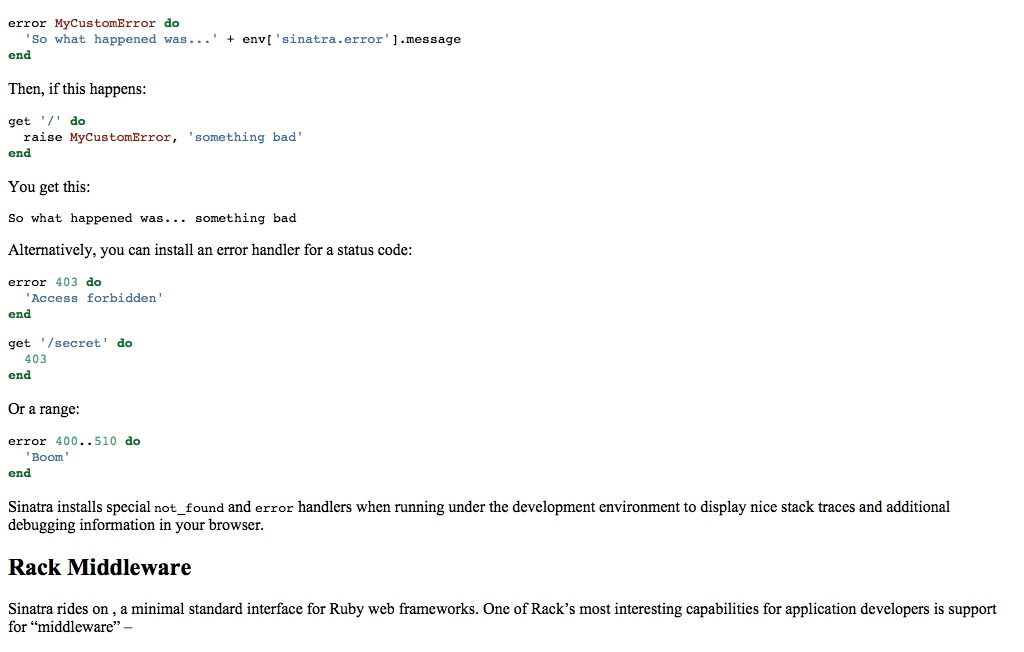 error MyCustomError do
  'So what happened was...' + env['sinatra.error'].message
end
Then, if this happens:
get '/' do
  raise MyCustomError, 'something bad'
end
You get this:
So what happened was... something bad
Alternatively, you can install an error handler for a status code:
error 403 do
  'Access forbidden'
end
get '/secret' do
  403
end
Or a range:
error 400..510 do
  'Boom'
end
Sinatra installs special not_found and error handlers when running under the development environment to display nice stack traces and additional
debugging information in your browser.
Rack Middleware
Sinatra rides on , a minimal standard interface for Ruby web frameworks. One of Rack’s most interesting capabilities for application developers is support
for “middleware” –